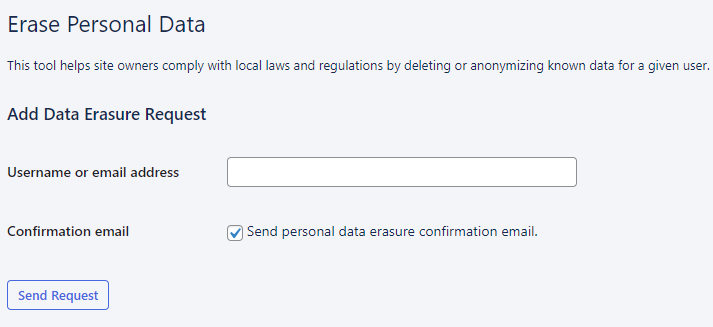 Erase Personal Data
This tool helps site owners comply with local laws and regulations by deleting or anonymizing known data for a given user.
Add Data Erasure Request
Username or email address
Confirmation email
Send personal data erasure confirmation email.
Send Request